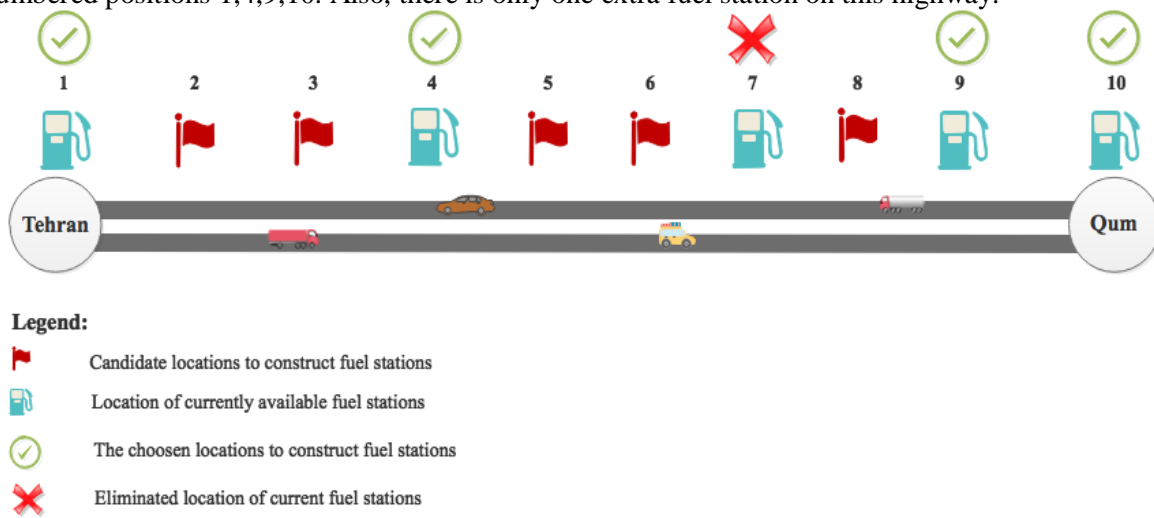 numbered positions 1,4,9,10. Also, there is only one extra fuel station on this highway.
1 2 3 4 5 6 7 8 9 10
Tehran Qum
Legend:
Candidate locations to construct fuel stations
Location of currently available fuel stations
The choosen locations to construct fuel stations
Eliminated location of current fuel stations